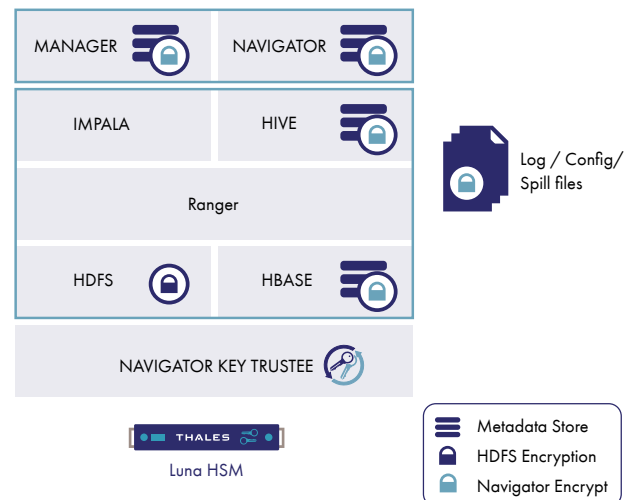 MANAGER
NAVIGATOR
IMPALA
HIVE
Log / Config/
Spill files
Ranger
HDFS
HBASE
NAVIGATOR KEY TRUSTEE
THALES
Luna HSM
Metadata Store
HDFS Encryption
Navigator Encrypt